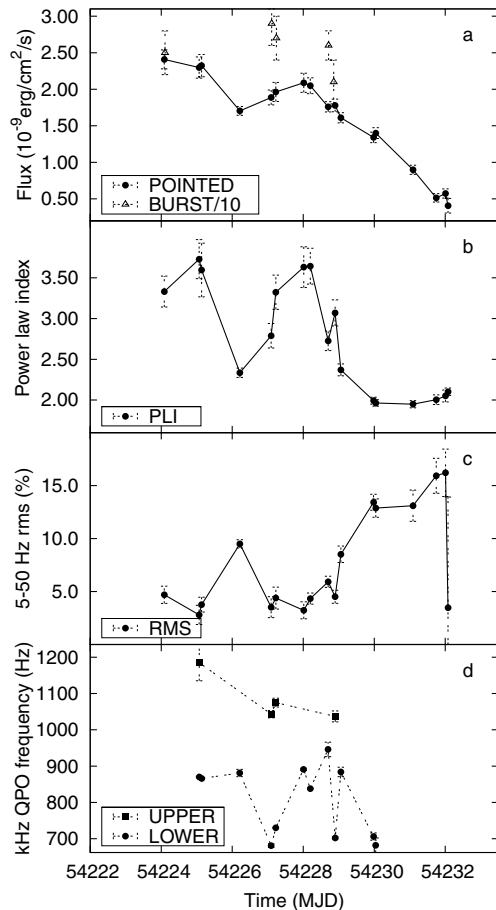 3.00
2.50
2.00
1.50
1.00
0.50
Flux (10⁻⁹erg/cm²/s)
a
POINTED
BURST/10
3.50
3.00
2.50
2.00
Power law index
b
PLI
15.0
10.0
5.0
5-50 Hz rms (%)
c
RMS
1200
1100
1000
900
800
700
kHz QPO frequency (Hz)
d
UPPER
LOWER
54222 54224 54226 54228 54230 54232
Time (MJD)